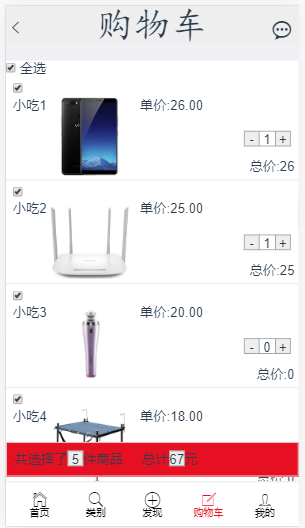 购物车
全选
小吃1 单价:26.00
- 1 +
总价:26
小吃2 单价:25.00
- 1 +
总价:25
小吃3 单价:20.00
- 0 +
总价:0
小吃4 单价:18.00
共选择了 5 件商品 总计67元
首页 类别 发现 购物车 我的